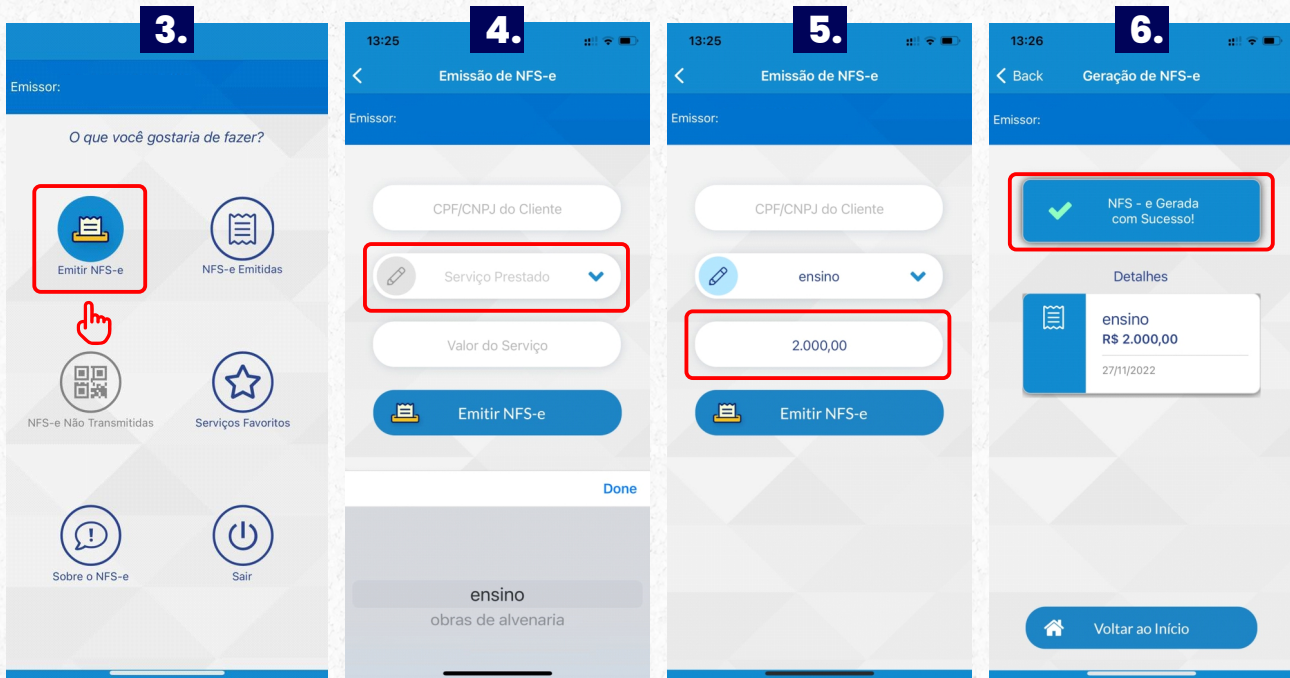 3.
Emissor:
O que você gostaria de fazer?
Emitir NFS-e
NFS-e Emitidas
NFS-e Não Transmitidas
Serviços Favoritos
Sobre o NFS-e
Sair
4.
13:25
Emissão de NFS-e
Emissor:
CPF/CNPJ do Cliente
Serviço Prestado
Valor do Serviço
Emitir NFS-e
Done
ensino
obras de alvenaria
5.
13:25
Emissão de NFS-e
Emissor:
CPF/CNPJ do Cliente
ensino
2.000,00
Emitir NFS-e
6.
13:26
Back
Geração de NFS-e
Emissor:
NFS - e Gerada
com Sucesso!
Detalhes
ensino
R$ 2.000,00
27/11/2022
Voltar ao Início